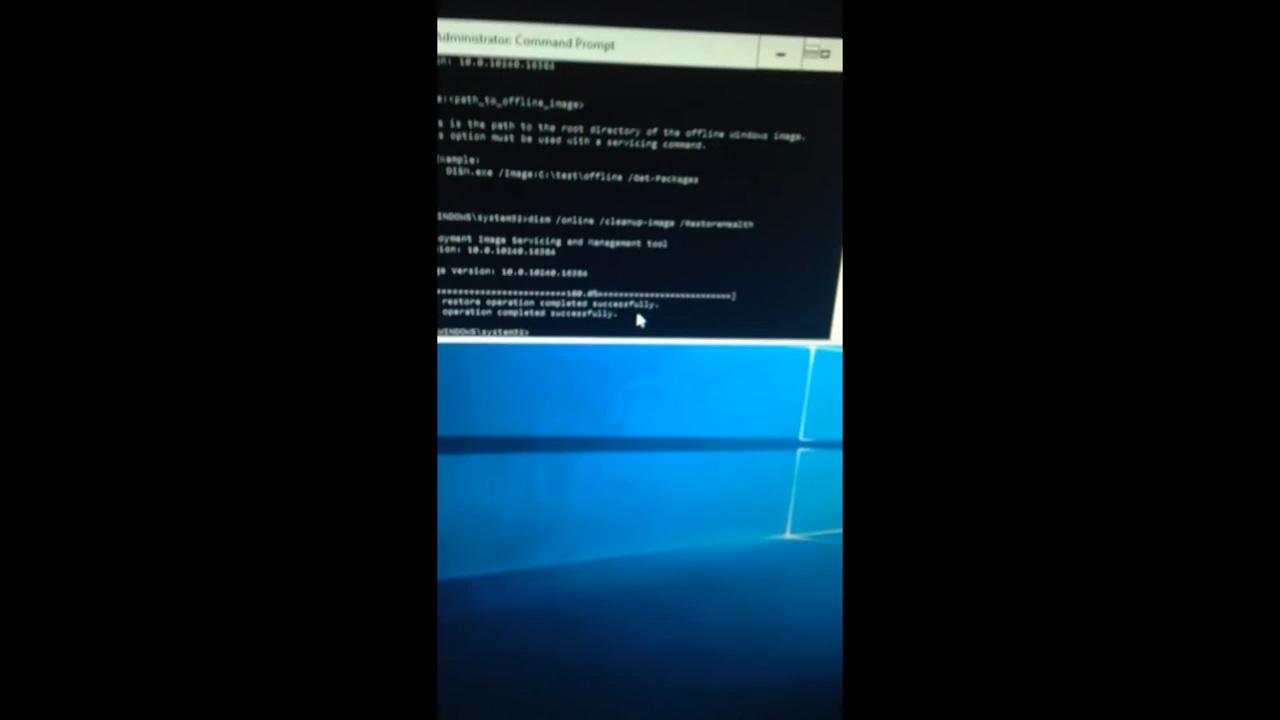 Administrator: Command Prompt
n: 10.0.10240.16384
e:<path_to_offline_image>
s is the path to the root directory of the offline windows image.
s option must be used with a servicing command.
Example:
DISM.exe /Image:C:\test\offline /Get-Packages
INDOWS\system32>dism /online /cleanup-image /RestoreHealth
oyment Image Servicing and Management tool
sion: 10.0.10240.16384
ge version: 10.0.10240.16384
==========================100.0%==========================]
restore operation completed successfully.
operation completed successfully.
WINDOWS\system32>